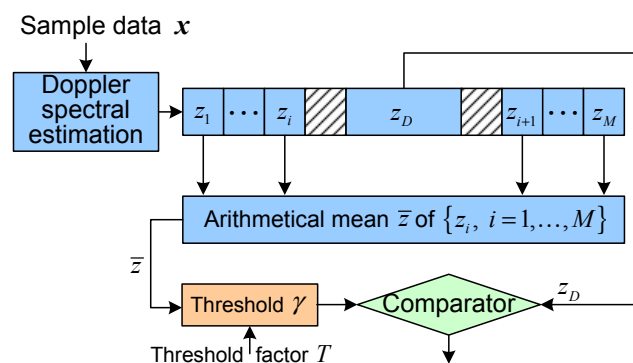 Sample data x
Doppler spectral estimation
z_1 ⋯ z_i z_D z_{i+1} ⋯ z_M
Arithmetical mean z̅ of {z_i, i=1,…,M}
z̅
Threshold γ
Comparator
z_D
Threshold factor T